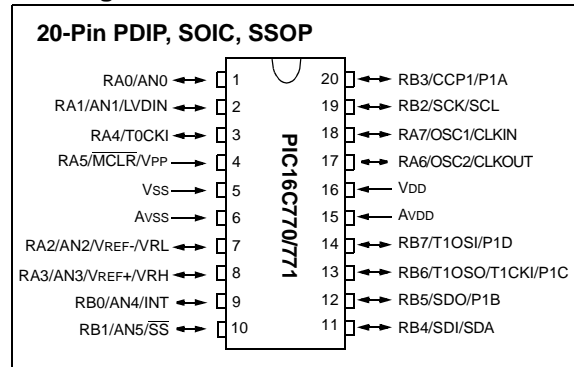 20-Pin PDIP, SOIC, SSOP
RA0/AN0 1 20 RB3/CCP1/P1A
RA1/AN1/LVDIN 2 19 RB2/SCK/SCL
RA4/T0CKI 3 18 RA7/OSC1/CLKIN
RA5/MCLR/VPP 4 17 RA6/OSC2/CLKOUT
VSS 5 16 VDD
AVSS 6 15 AVDD
RA2/AN2/VREF-/VRL 7 14 RB7/T1OSI/P1D
RA3/AN3/VREF+/VRH 8 13 RB6/T1OSO/T1CKI/P1C
RB0/AN4/INT 9 12 RB5/SDO/P1B
RB1/AN5/SS 10 11 RB4/SDI/SDA
PIC16C770/771